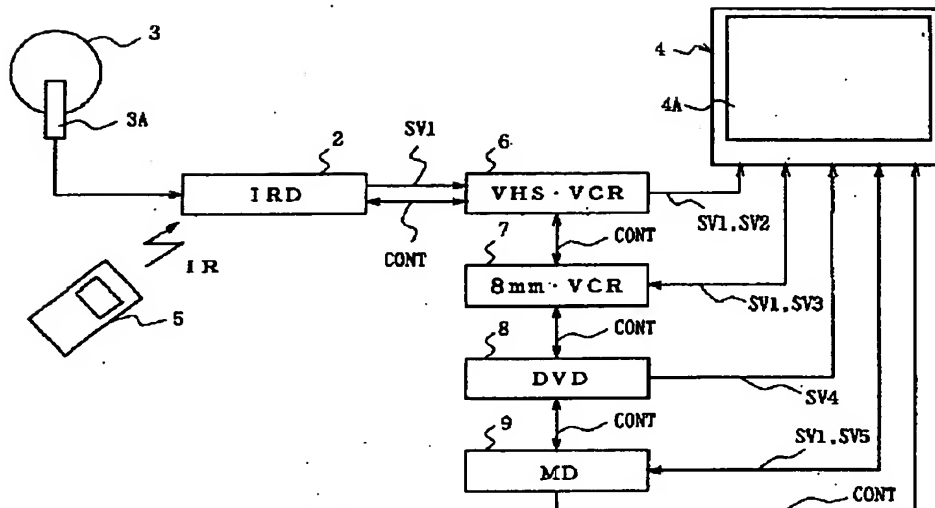 3
3A
2
IRD
SV1
CONT
IR
5
6
VHS·VCR
CONT
7
8mm·VCR
CONT
8
DVD
CONT
9
MD
4
4A
SV1.SV2
SV1.SV3
SV4
SV1.SV5
CONT